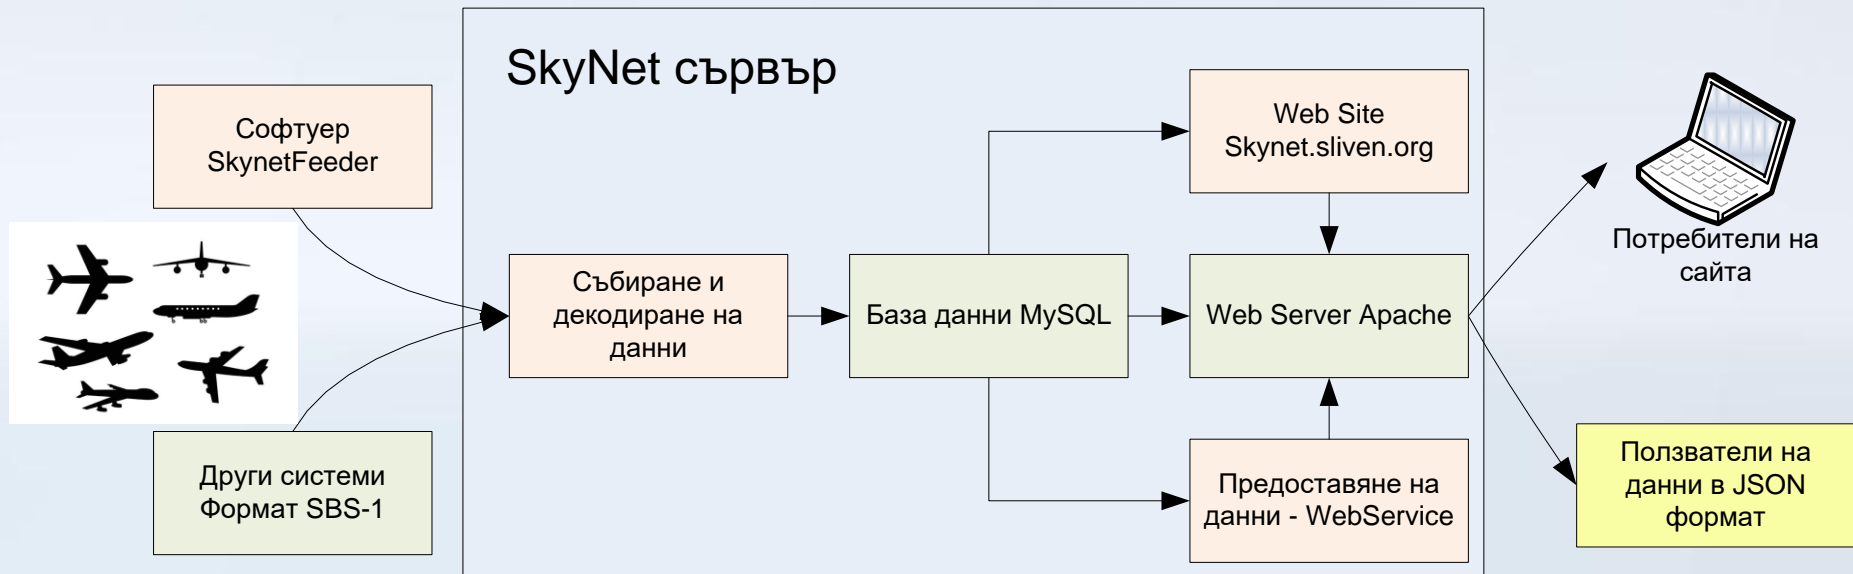 SkyNet сървър
Софтуер
SkynetFeeder
Други системи
Формат SBS-1
Събиране и
декодиране на
данни
База данни MySQL
Web Site
Skynet.sliven.org
Web Server Apache
Предоставяне на
данни - WebService
Потребители на
сайта
Ползватели на
данни в JSON
формат